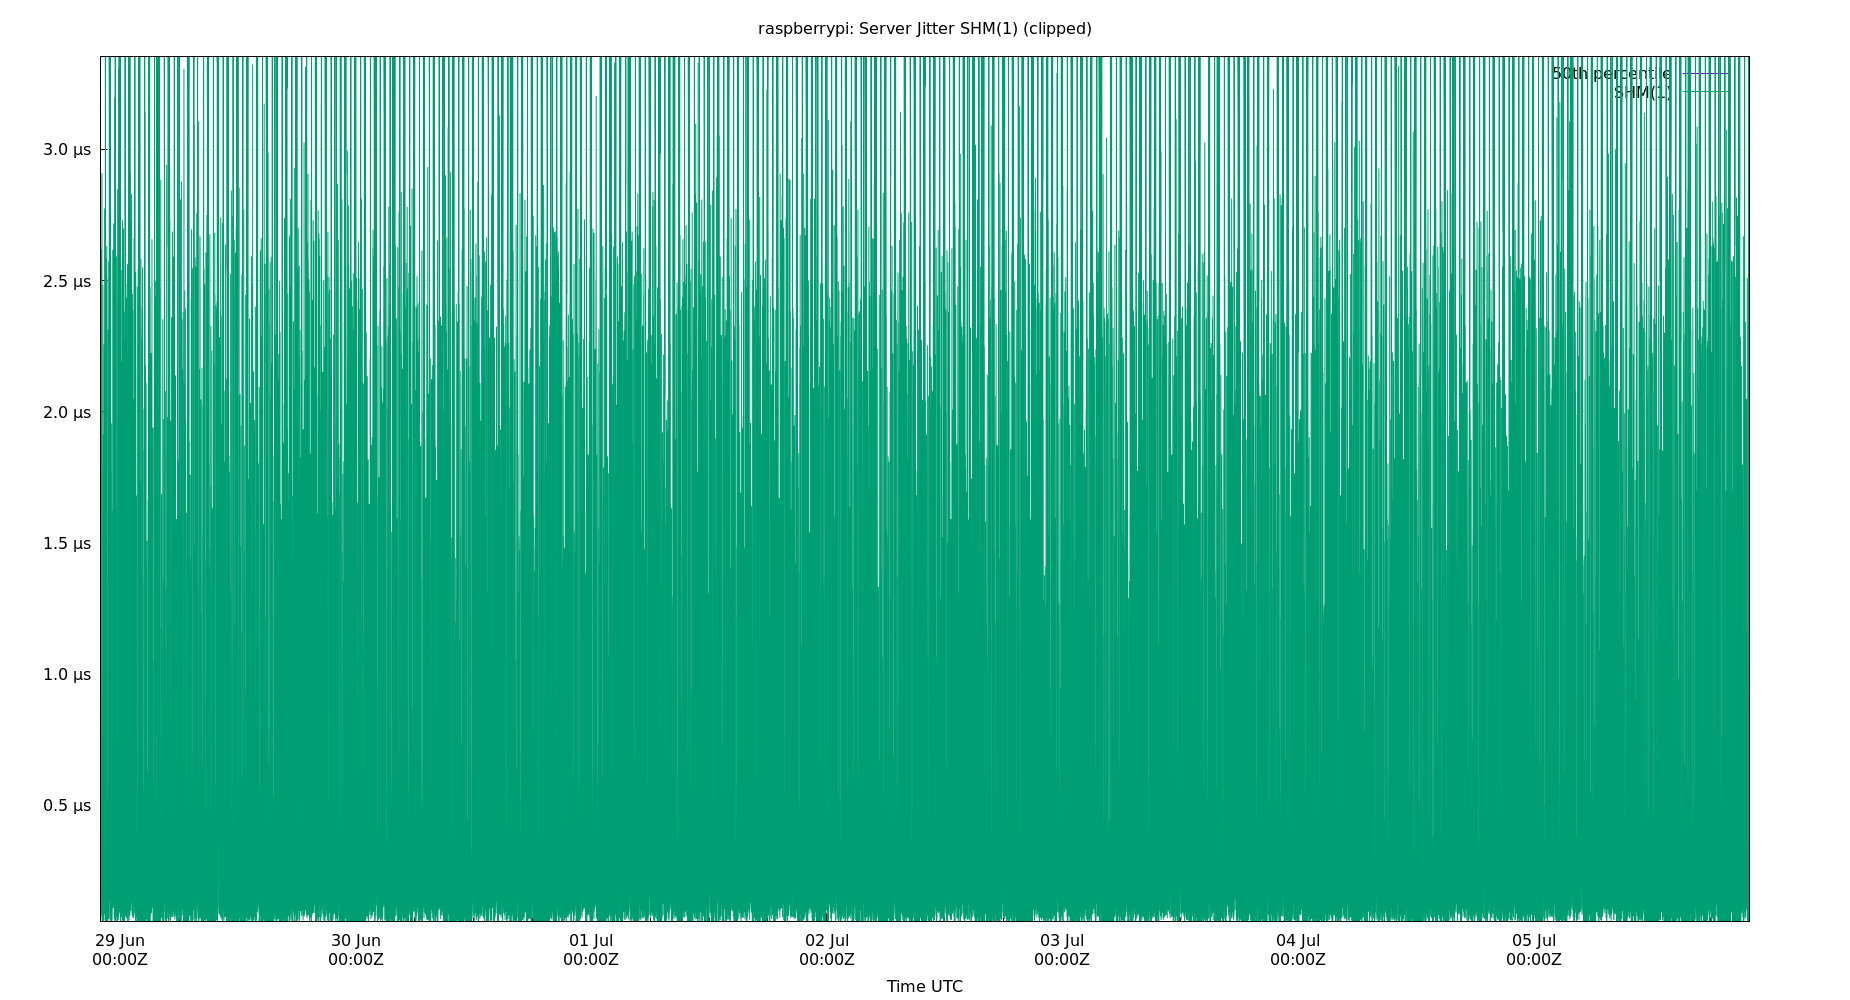 raspberrypi: Server Jitter SHM(1) (clipped)
50th percentile
SHM(1)
3.0 µs
2.5 µs
2.0 µs
1.5 µs
1.0 µs
0.5 µs
29 Jun 30 Jun 01 Jul 02 Jul 03 Jul 04 Jul 05 Jul
00:00Z 00:00Z 00:00Z 00:00Z 00:00Z 00:00Z 00:00Z
Time UTC